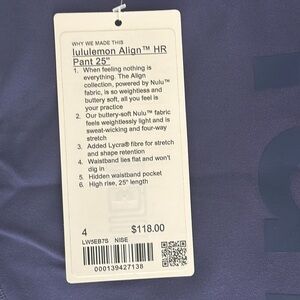 WHY WE MADE THIS
lululemon Align™ HR
Pant 25"
1. When feeling nothing is
everything. The Align
collection, powered by Nulu™
fabric, is so weightless and
buttery soft, all you feel is
your practice
2. Our buttery-soft Nulu™ fabric
feels weightlessly light and is
sweat-wicking and four-way
stretch
3. Added Lycra® fibre for stretch
and shape retention
4. Waistband lies flat and won't
dig in
5. Hidden waistband pocket
6. High rise, 25" length
4 $118.00
LW5EB7S NISE
000139427138